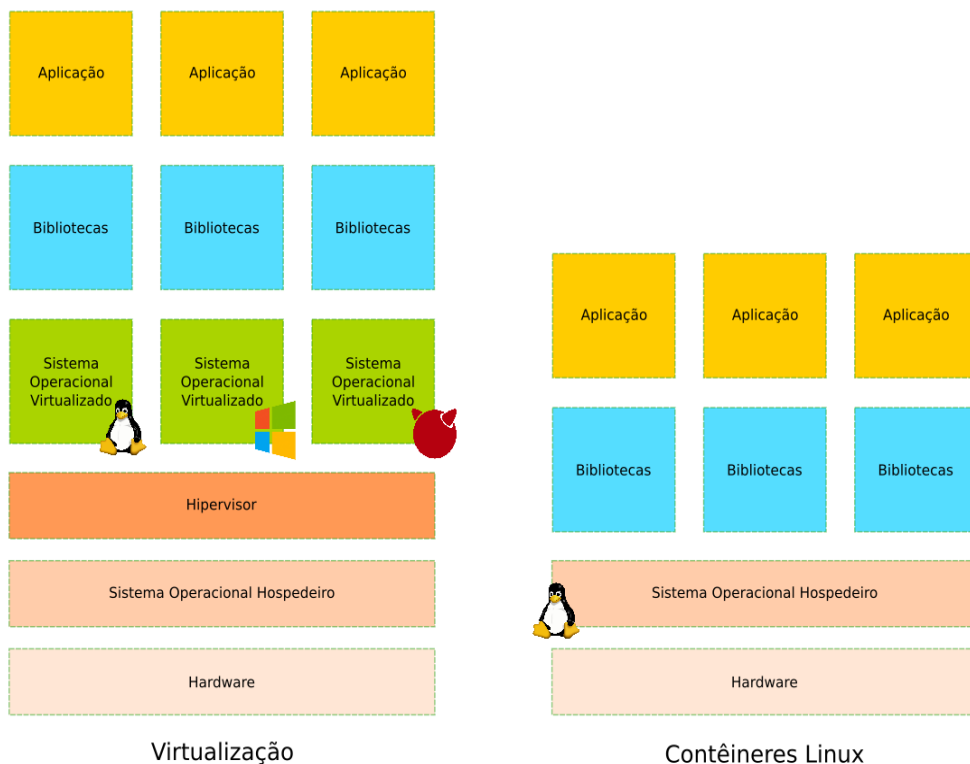 Aplicação Aplicação Aplicação
Bibliotecas Bibliotecas Bibliotecas
Sistema
Operacional
Virtualizado
Sistema
Operacional
Virtualizado
Sistema
Operacional
Virtualizado
Hipervisor
Sistema Operacional Hospedeiro
Hardware
Virtualização
Aplicação Aplicação Aplicação
Bibliotecas Bibliotecas Bibliotecas
Sistema Operacional Hospedeiro
Hardware
Contêineres Linux